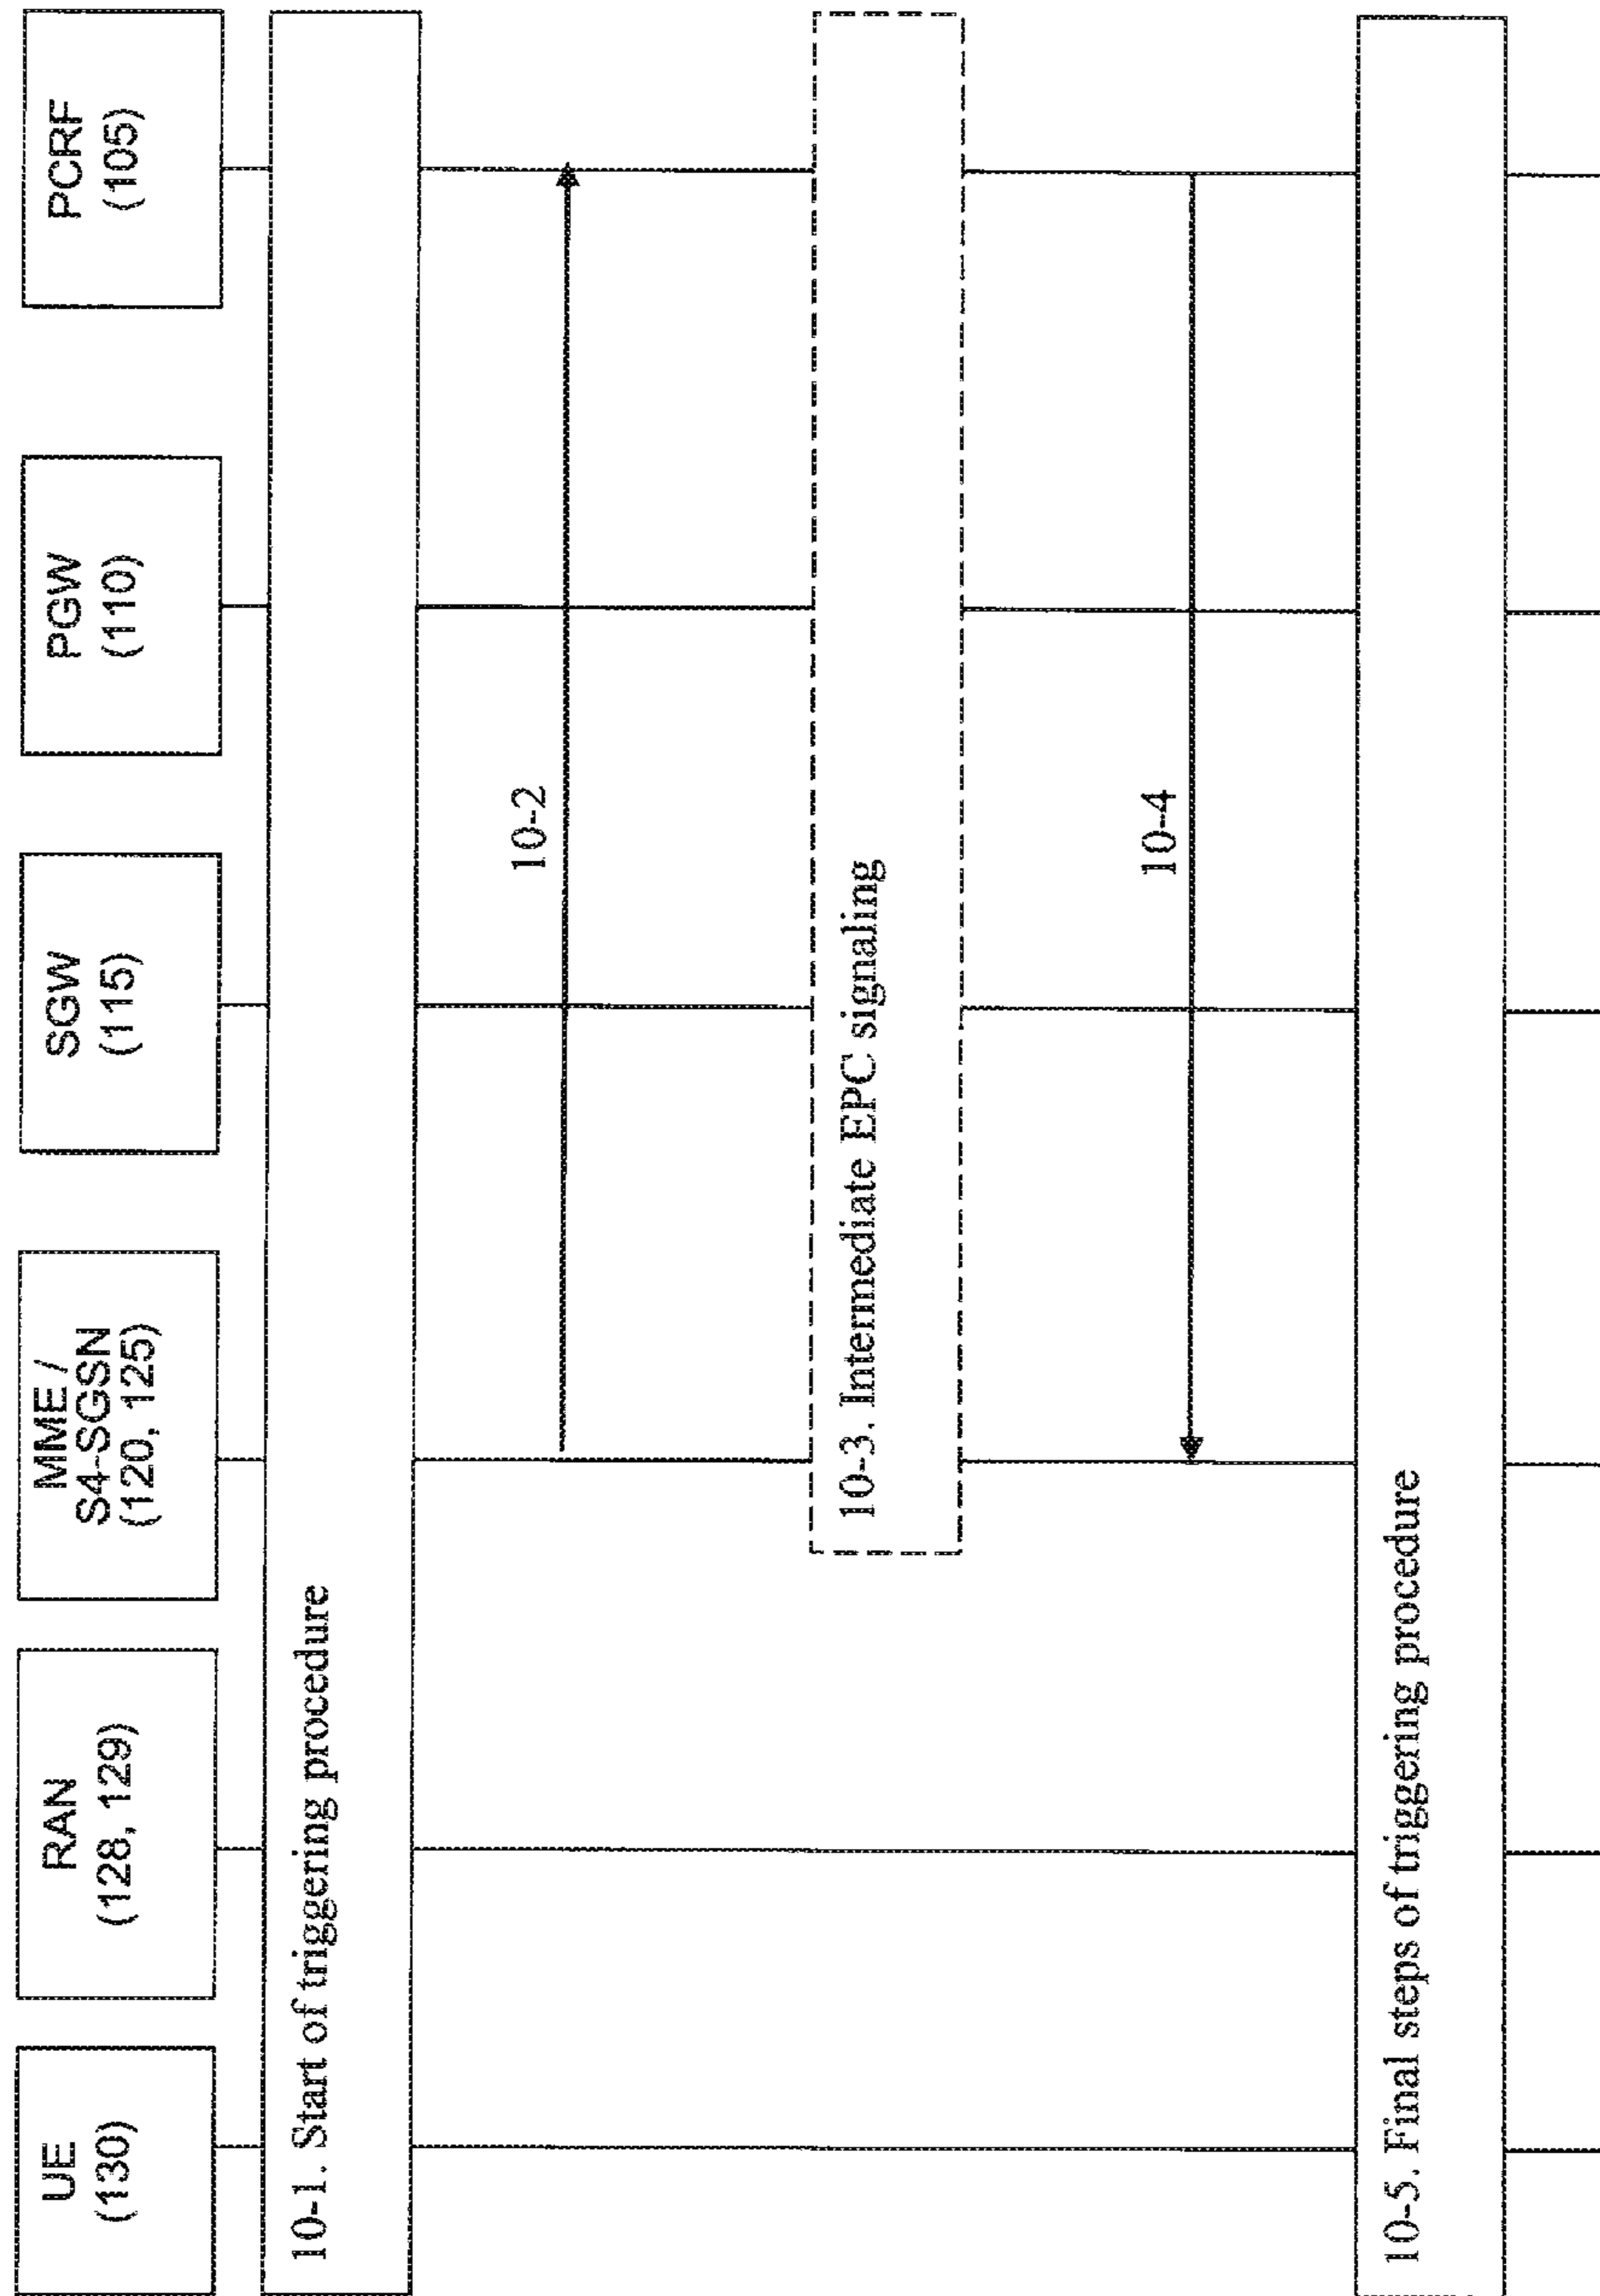 UE
(130)
RAN
(128, 129)
MME /
S4-SGSN
(120, 125)
SGW
(115)
PGW
(110)
PCRF
(105)
10-1. Start of triggering procedure
10-2
10-3. Intermediate EPC signaling
10-4
10-5. Final steps of triggering procedure